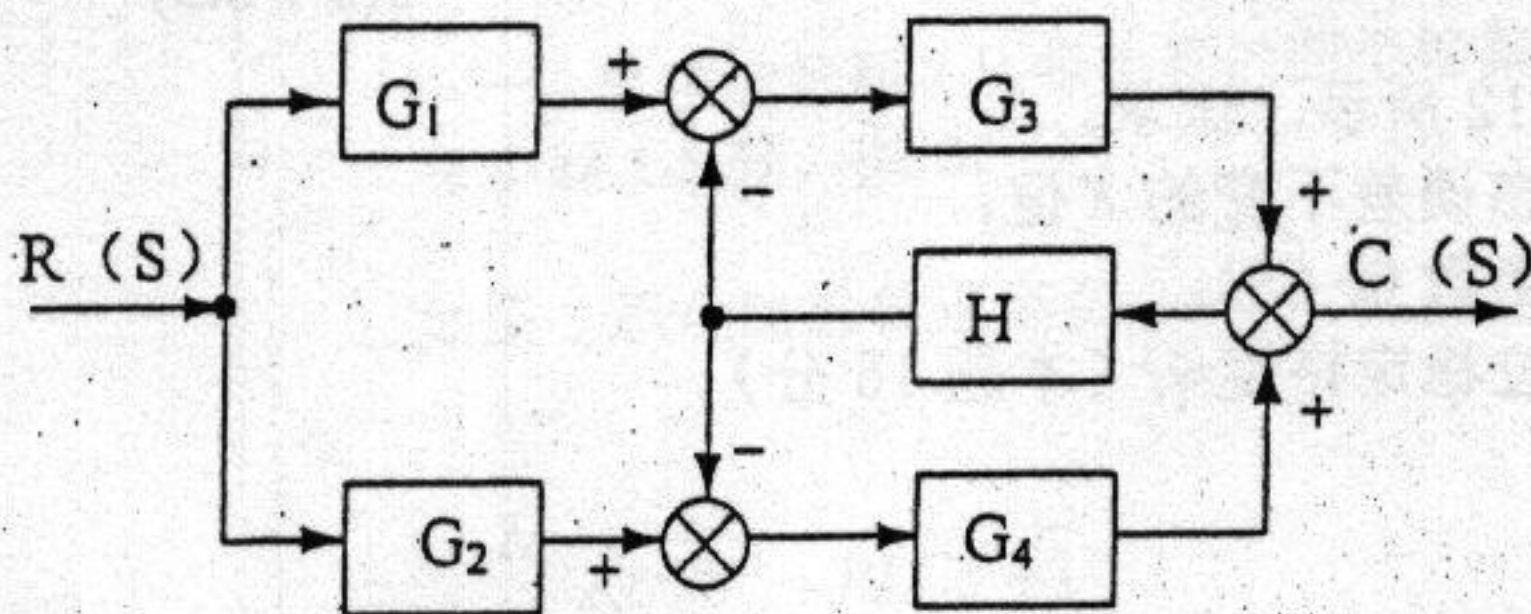 G₁
+
G₃
-
+
R (S)
H
C (S)
-
+
G₂
+
G₄